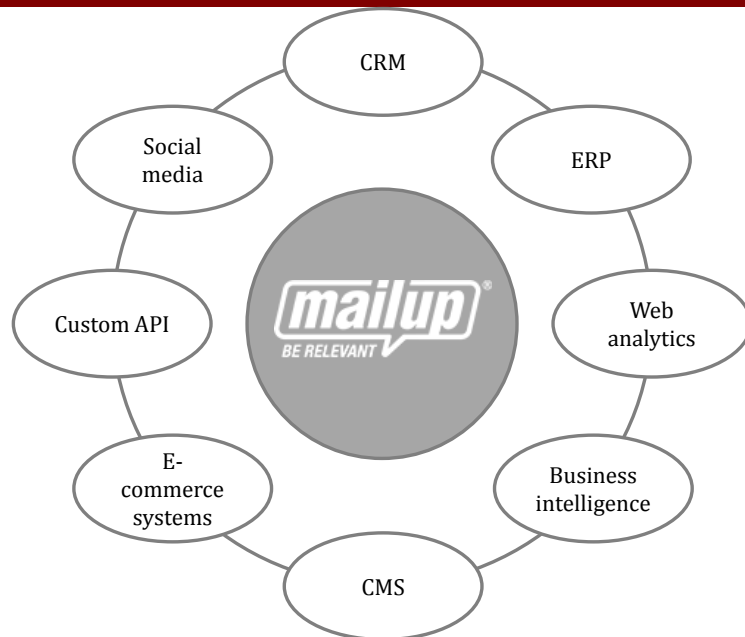 CRM
ERP
Web
analytics
Business
intelligence
CMS
E-
commerce
systems
Custom API
Social
media
mailup®
BE RELEVANT